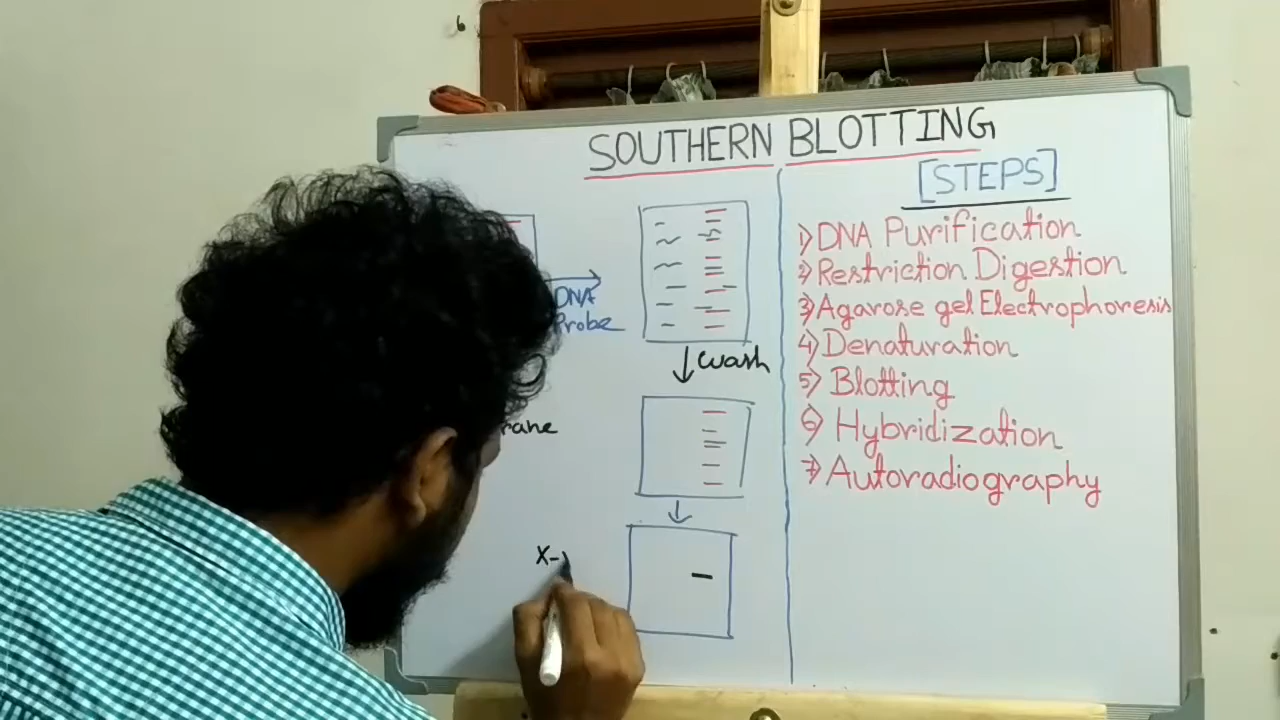 SOUTHERN BLOTTING
[STEPS]
DNA
Probe
Wash
rane
X-
1) DNA Purification
2) Restriction Digestion
3) Agarose gel Electrophoresis
4) Denaturation
5) Blotting
6) Hybridization
7) Autoradiography